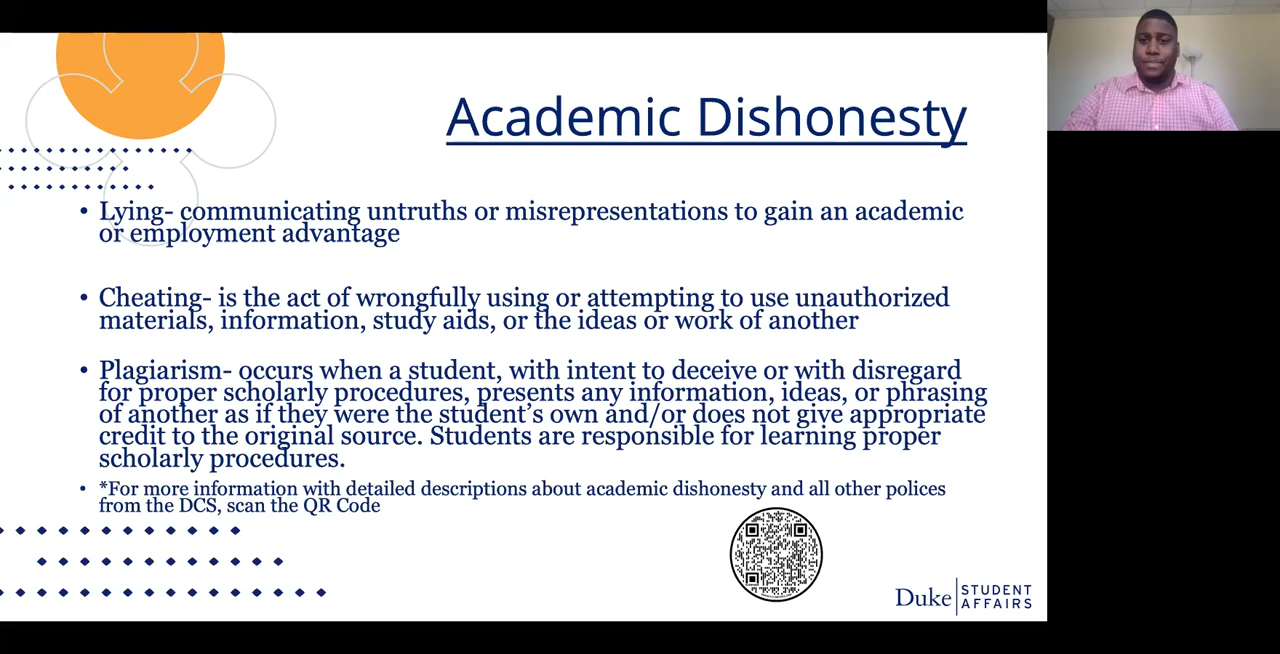 Academic Dishonesty
• Lying- communicating untruths or misrepresentations to gain an academic
or employment advantage
• Cheating- is the act of wrongfully using or attempting to use unauthorized
materials, information, study aids, or the ideas or work of another
• Plagiarism- occurs when a student, with intent to deceive or with disregard
for proper scholarly procedures, presents any information, ideas, or phrasing
of another as if they were the student’s own and/or does not give appropriate
credit to the original source. Students are responsible for learning proper
scholarly procedures.
• *For more information with detailed descriptions about academic dishonesty and all other polices
from the DCS, scan the QR Code
Duke STUDENT
AFFAIRS